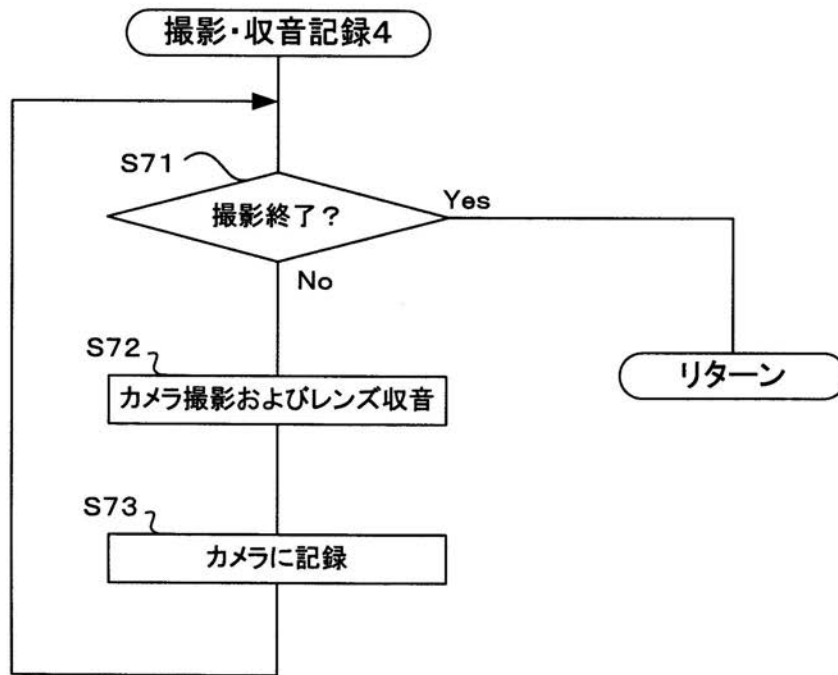 撮影・収音記録4
S71
撮影終了?
Yes
No
S72
カメラ撮影およびレンズ収音
リターン
S73
カメラに記録